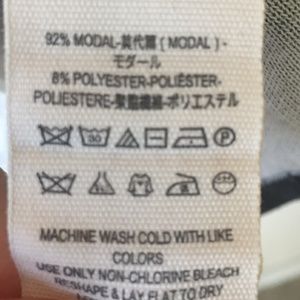 92% MODAL-莫代爾 [ MODAL ]-
モダール
8% POLYESTER-POLIÉSTER-
POLIESTERE-聚酯纖維-ポリエステル
MACHINE WASH COLD WITH LIKE
COLORS
USE ONLY NON-CHLORINE BLEACH
RESHAPE & LAY FLAT TO DRY